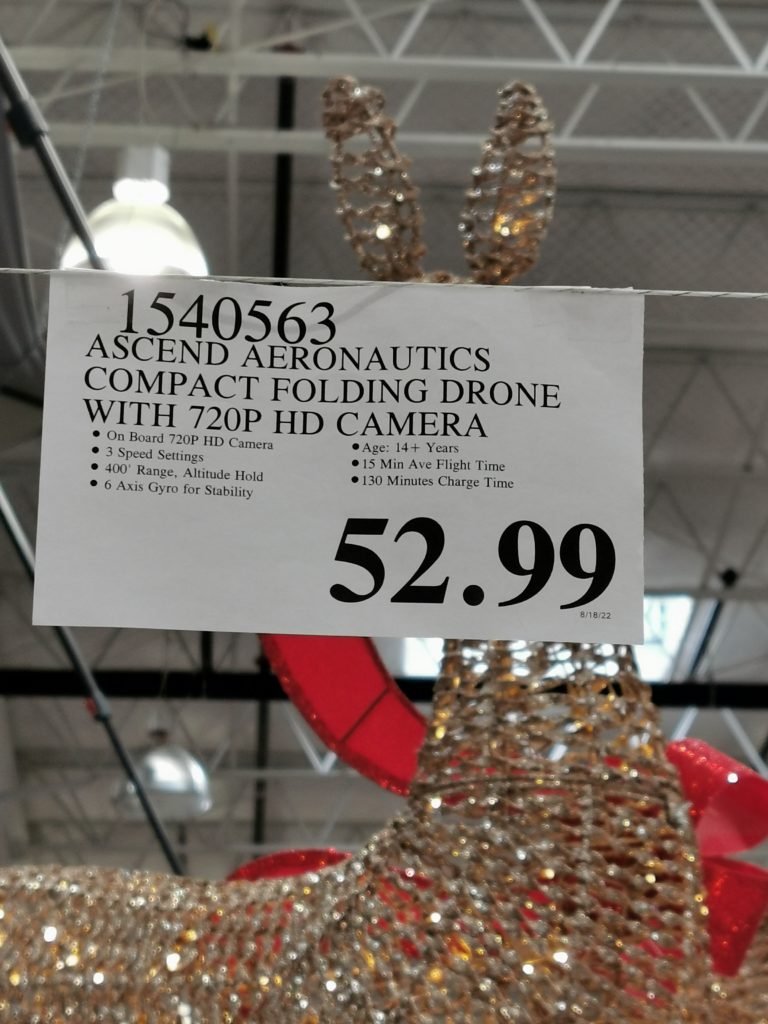 1540563
ASCEND AERONAUTICS
COMPACT FOLDING DRONE
WITH 720P HD CAMERA
• On Board 720P HD Camera
• 3 Speed Settings
• 400' Range, Altitude Hold
• 6 Axis Gyro for Stability
• Age: 14+ Years
• 15 Min Ave Flight Time
• 130 Minutes Charge Time
52.99
8/18/22